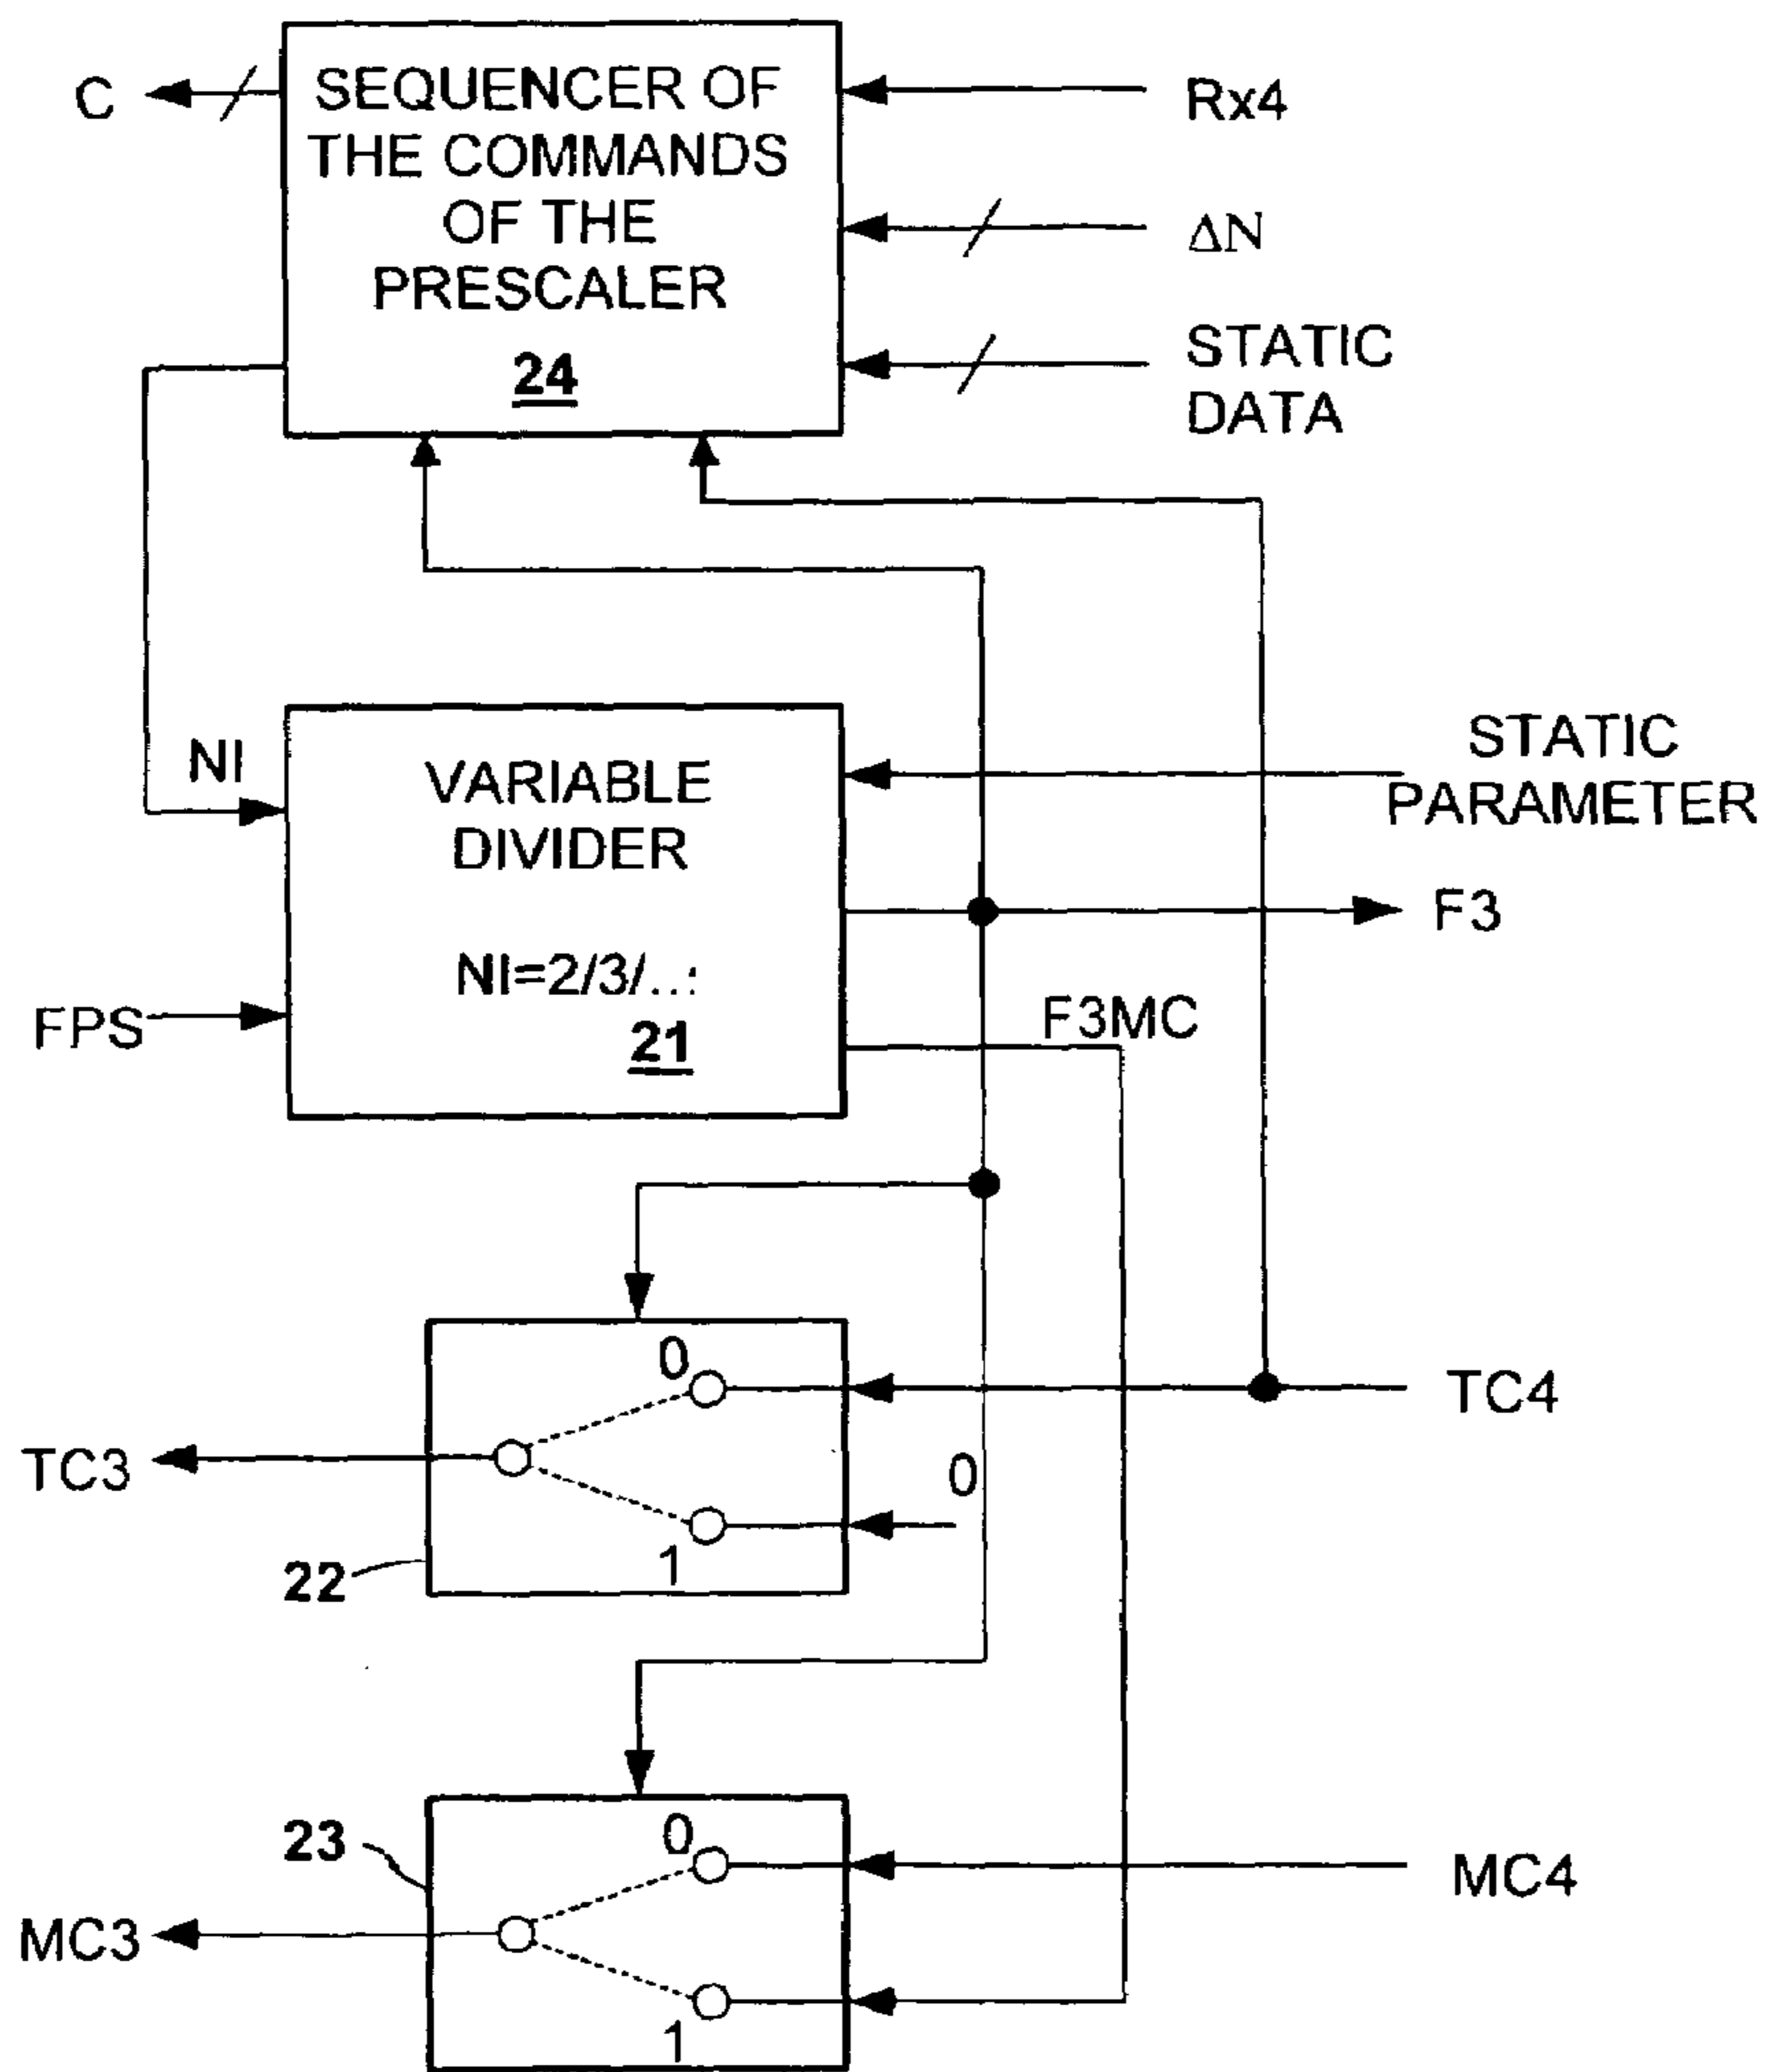 C
SEQUENCER OF
THE COMMANDS
OF THE
PRESCALER
24
Rx4
ΔN
STATIC
DATA
NI
VARIABLE
DIVIDER
NI=2/3/...
21
STATIC
PARAMETER
F3
FPS
F3MC
0
TC4
TC3
0
1
22
23
0
MC4
MC3
1